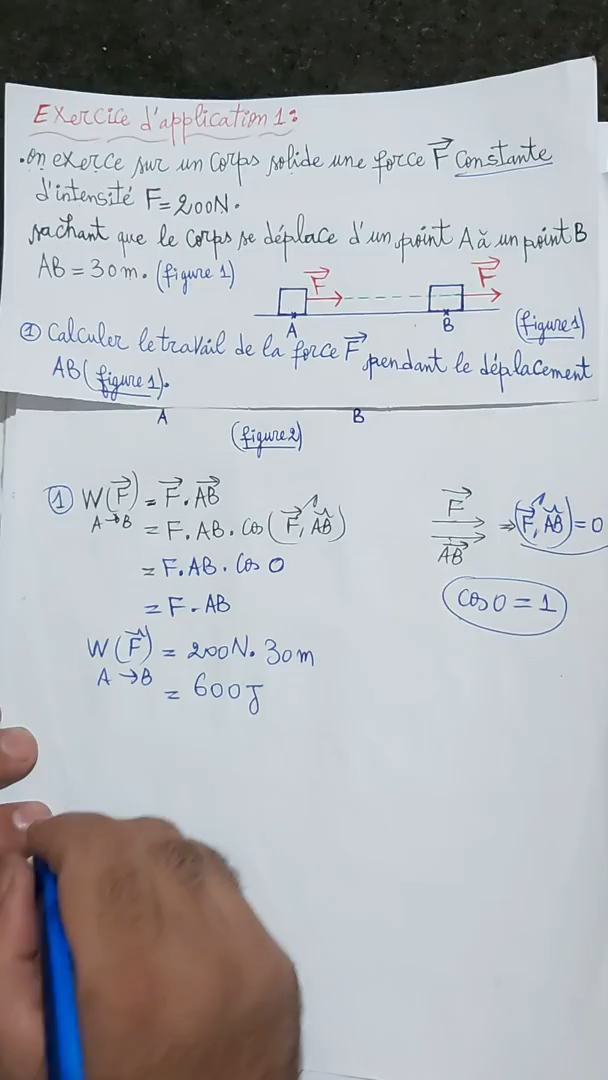 Exercice d'application 1:
.on exerce sur un corps solide une force F⃗ constante
d'intensité F = 200N.
sachant que le corps se déplace d'un point A à un point B
AB = 30m. (figure 1)
F⃗ F⃗
A B (figure 1)
① Calculer le travail de la force F⃗ pendant le déplacement
AB (figure 1).
A B
(figure 2)
① W(F⃗) = F⃗ . AB⃗
A→B
= F. AB. cos(F⃗, AB⃗)
= F. AB. cos 0
= F. AB
W(F⃗) = 200N. 30m
A→B
= 600J
F⃗
AB⃗
⇒ (F⃗, AB⃗) = 0
cos 0 = 1